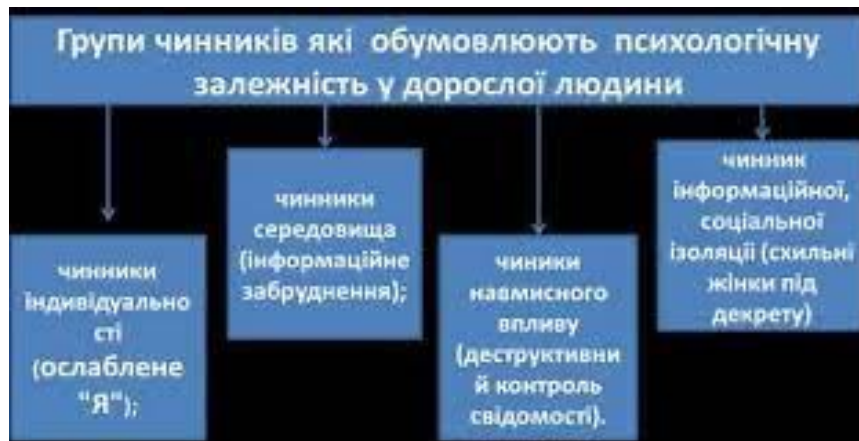 Групи чинників які обумовлюють психологічну
залежність у дорослої людини
чинники
індивідуально
сті
(ослаблене
"Я");
чинники
середовища
(інформаційне
забруднення);
чиники
навмисного
впливу
(деструктивни
й контроль
свідомості).
чинник
інформаційної,
соціальної
ізоляції (схильні
жінки під
декрету)